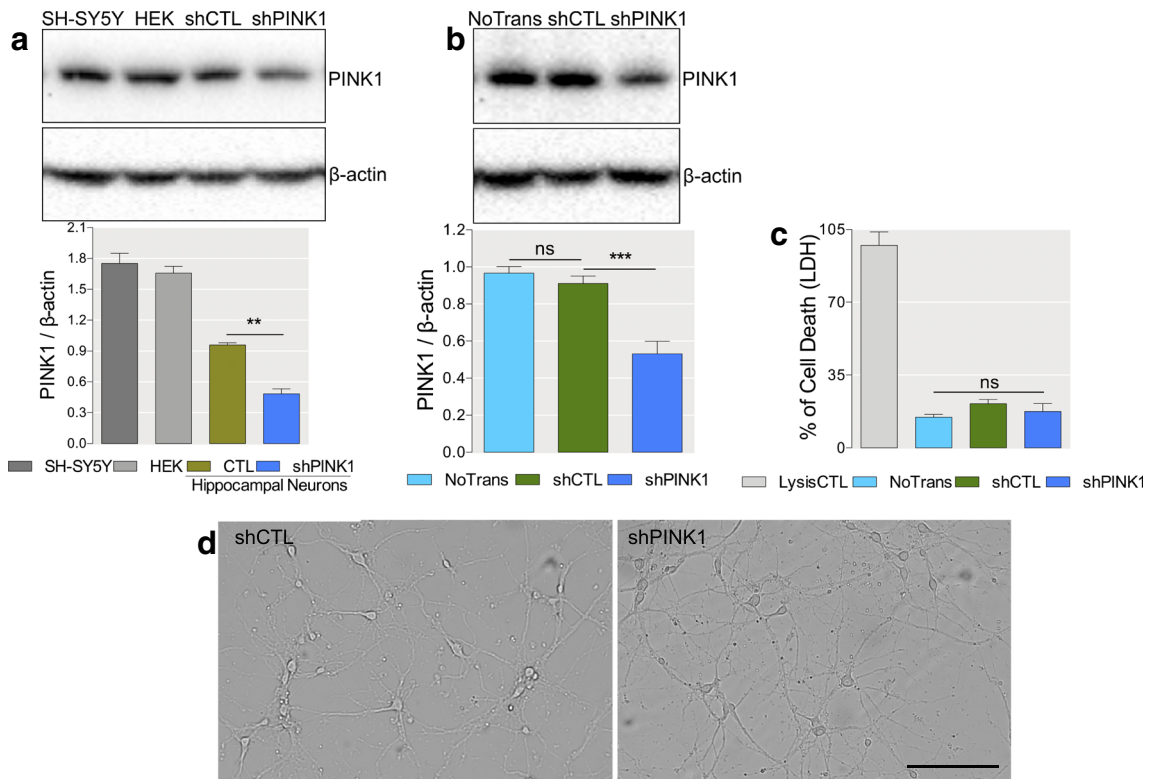 a
SH-SY5Y HEK shCTL shPINK1
PINK1
β-actin
PINK1 / β-actin
2.1
1.8
1.5
1.2
0.9
0.6
0.3
0.0
**
SH-SY5Y HEK CTL shPINK1
Hippocampal Neurons
b
NoTrans shCTL shPINK1
PINK1
β-actin
PINK1 / β-actin
1.2
1.0
0.8
0.6
0.4
0.2
0.0
ns
***
NoTrans shCTL shPINK1
c
% of Cell Death (LDH)
105
70
35
0
ns
LysisCTL NoTrans shCTL shPINK1
d
shCTL
shPINK1